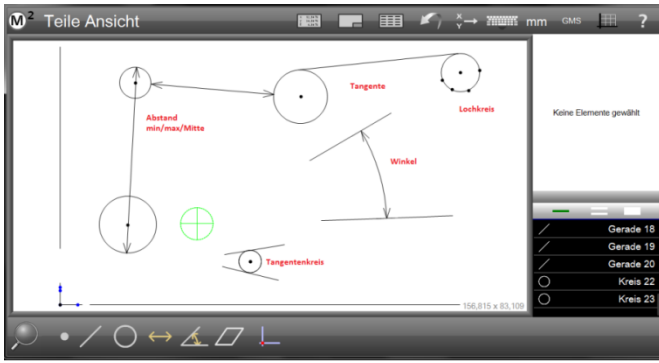 M² Teile Ansicht
X Y mm GMS ?
Tangente
Lochkreis
Abstand
min/max/Mitte
Winkel
Tangentenkreis
156,815 x 83,109
Keine Elemente gewählt
Gerade 18
Gerade 19
Gerade 20
Kreis 22
Kreis 23